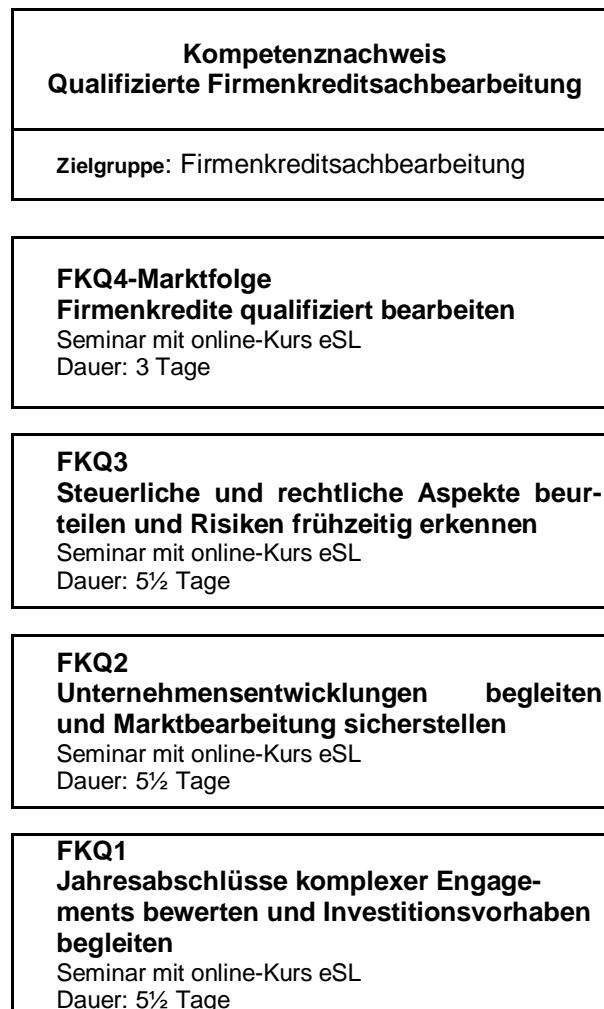 Kompetenznachweis
Qualifizierte Firmenkreditsachbearbeitung
Zielgruppe: Firmenkreditsachbearbeitung
FKQ4-Marktfolge
Firmenkredite qualifiziert bearbeiten
Seminar mit online-Kurs eSL
Dauer: 3 Tage
FKQ3
Steuerliche und rechtliche Aspekte beur-
teilen und Risiken frühzeitig erkennen
Seminar mit online-Kurs eSL
Dauer: 5½ Tage
FKQ2
Unternehmensentwicklungen begleiten
und Marktbearbeitung sicherstellen
Seminar mit online-Kurs eSL
Dauer: 5½ Tage
FKQ1
Jahresabschlüsse komplexer Engage-
ments bewerten und Investitionsvorhaben
begleiten
Seminar mit online-Kurs eSL
Dauer: 5½ Tage